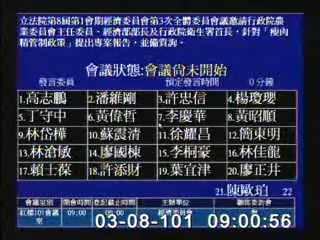 立法院第8屆第1會期經濟委員會第3次全體委員會議邀請行政院農
業委員會主任委員、經濟部部長及行政院衛生署首長,針對「瘦肉
精管制政策」提出專案報告,並備質詢。
會議狀態:會議尚未開始
發言委員 預定發言時間 0分鐘
1.高志鵬 2.潘維剛 3.許忠信 4.楊瓊瓔
5.丁守中 6.黃偉哲 7.李慶華 8.黃昭順
9.林岱樺 10.蘇震清 11.徐耀昌 12.簡東明
13.林滄敏 14.廖國棟 15.李桐豪 16.林佳龍
17.賴士葆 18.許添財 19.葉宜津 20.廖正井
21.陳歐珀 22
會議室別 開會時間 登記截止時間 主辦單位 聯席委員會
紅樓101會議室 09:00 經濟委員會
03-08-101 09:00:56